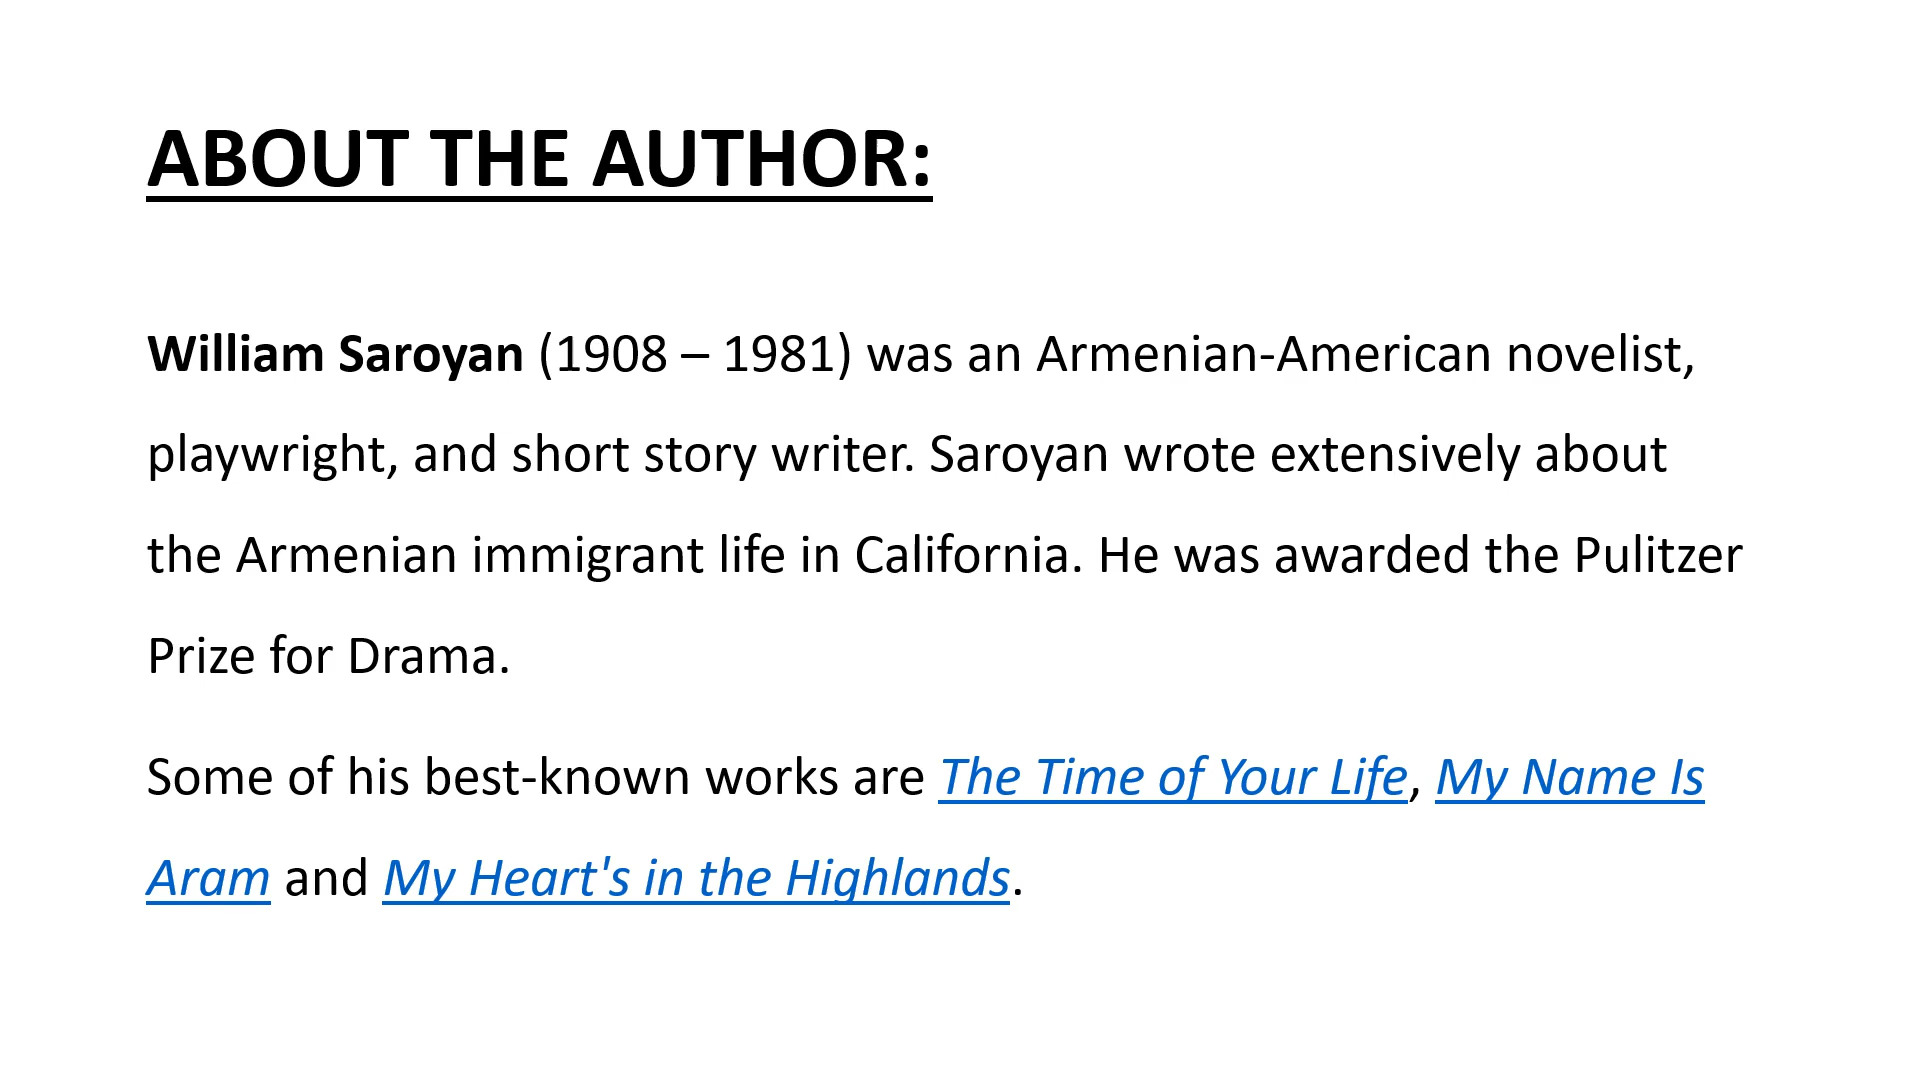 ABOUT THE AUTHOR:
William Saroyan (1908 – 1981) was an Armenian-American novelist,
playwright, and short story writer. Saroyan wrote extensively about
the Armenian immigrant life in California. He was awarded the Pulitzer
Prize for Drama.
Some of his best-known works are The Time of Your Life, My Name Is
Aram and My Heart's in the Highlands.